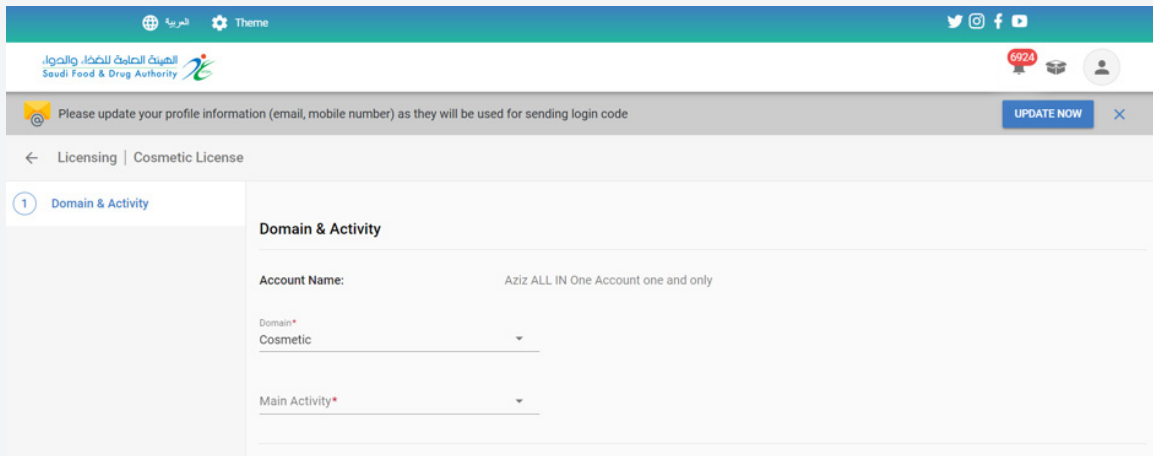 العربية Theme
الهيئة العامة للغذاء والدواء
Saudi Food & Drug Authority
6924
Please update your profile information (email, mobile number) as they will be used for sending login code UPDATE NOW
Licensing | Cosmetic License
1 Domain & Activity
Domain & Activity
Account Name: Aziz ALL IN One Account one and only
Domain*
Cosmetic
Main Activity*